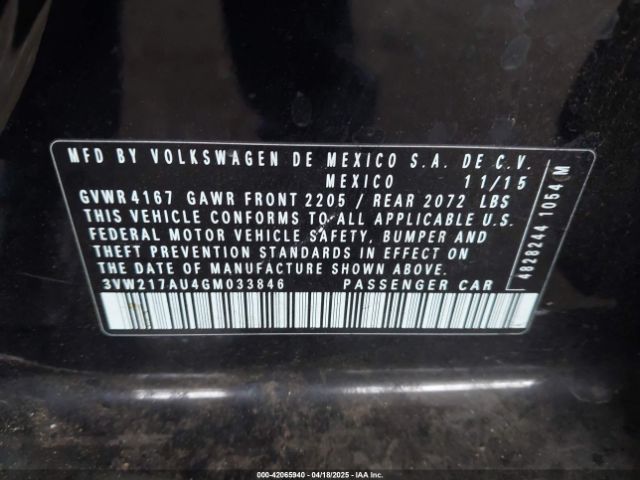 MFD BY VOLKSWAGEN DE MEXICO S.A. DE C.V.
MEXICO 11/15
GVWR 4167 GAWR FRONT 2205 / REAR 2072 LBS
THIS VEHICLE CONFORMS TO ALL APPLICABLE U.S.
FEDERAL MOTOR VEHICLE SAFETY, BUMPER AND
THEFT PREVENTION STANDARDS IN EFFECT ON
THE DATE OF MANUFACTURE SHOWN ABOVE.
3VW217AU4GM033846 PASSENGER CAR
4828244 1054 M
000-42065940 - 04/18/2025 - IAAI.COM